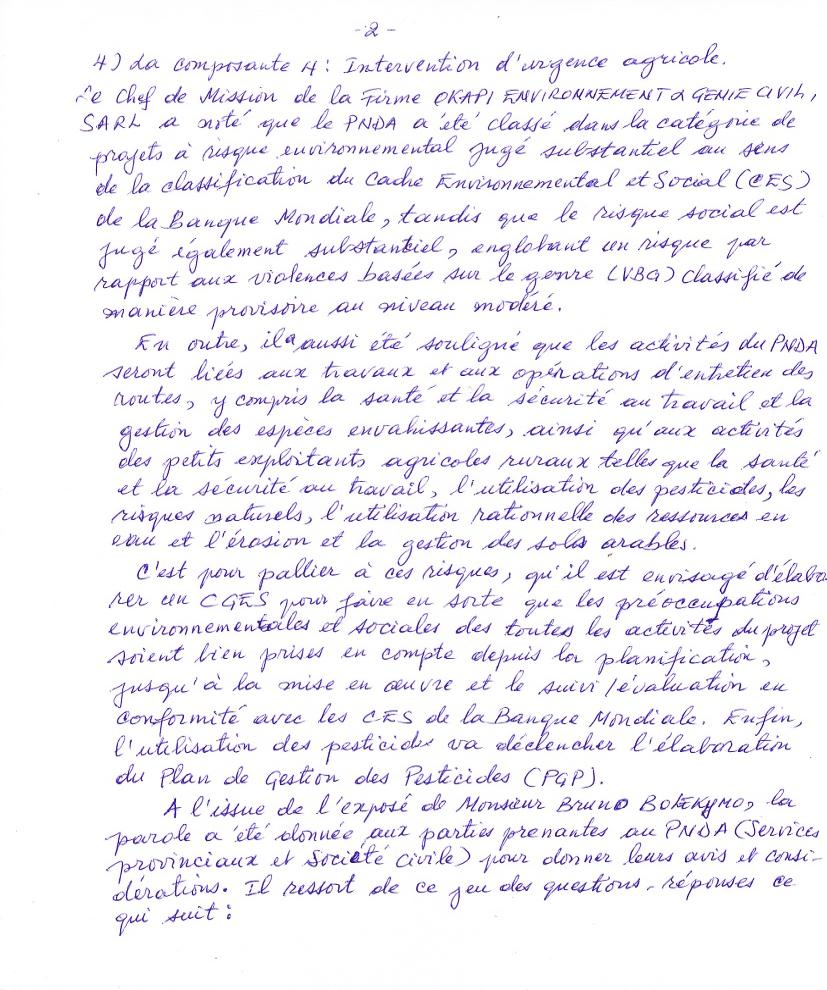 -2-
4) La composante 4: Intervention d'urgence agricole.
Le Chef de Mission de la Firme OKAPI ENVIRONNEMENT & GENIE CIVIL,
SARL a noté que le PNDA a été classé dans la catégorie de
projets à risque environnemental jugé substantiel au sens
de la classification du Cadre Environnemental et Social (CES)
de la Banque Mondiale, tandis que le risque social est
jugé également substantiel, englobant un risque par
rapport aux violences basées sur le genre (VBG) classifié de
manière provisoire au niveau modéré.
En outre, il a aussi été souligné que les activités du PNDA
seront liées aux travaux et aux opérations d'entretien des
routes, y compris la santé et la sécurité au travail et la
gestion des espèces envahissantes, ainsi qu'aux activités
des petits exploitants agricoles ruraux telles que la santé
et la sécurité au travail, l'utilisation des pesticides, les
risques naturels, l'utilisation rationnelle des ressources en
eau et l'érosion et la gestion des sols arables.
C'est pour pallier à ces risques, qu'il est envisagé d'élabo
rer un CGES pour faire en sorte que les préoccupations
environnementales et sociales des toutes les activités du projet
soient bien prises en compte depuis la planification,
jusqu'à la mise en œuvre et le suivi/évaluation en
conformité avec les CES de la Banque Mondiale. Enfin,
l'utilisation des pesticides va déclencher l'élaboration
du Plan de Gestion des Pesticides (PGP).
A l'issue de l'exposé de Monsieur Bruno BOLEKYMO, la
parole a été donnée aux parties prenantes au PNDA (Services
provinciaux et Société Civile) pour donner leurs avis et consi-
dérations. Il ressort de ce jeu des questions-réponses ce
qui suit: